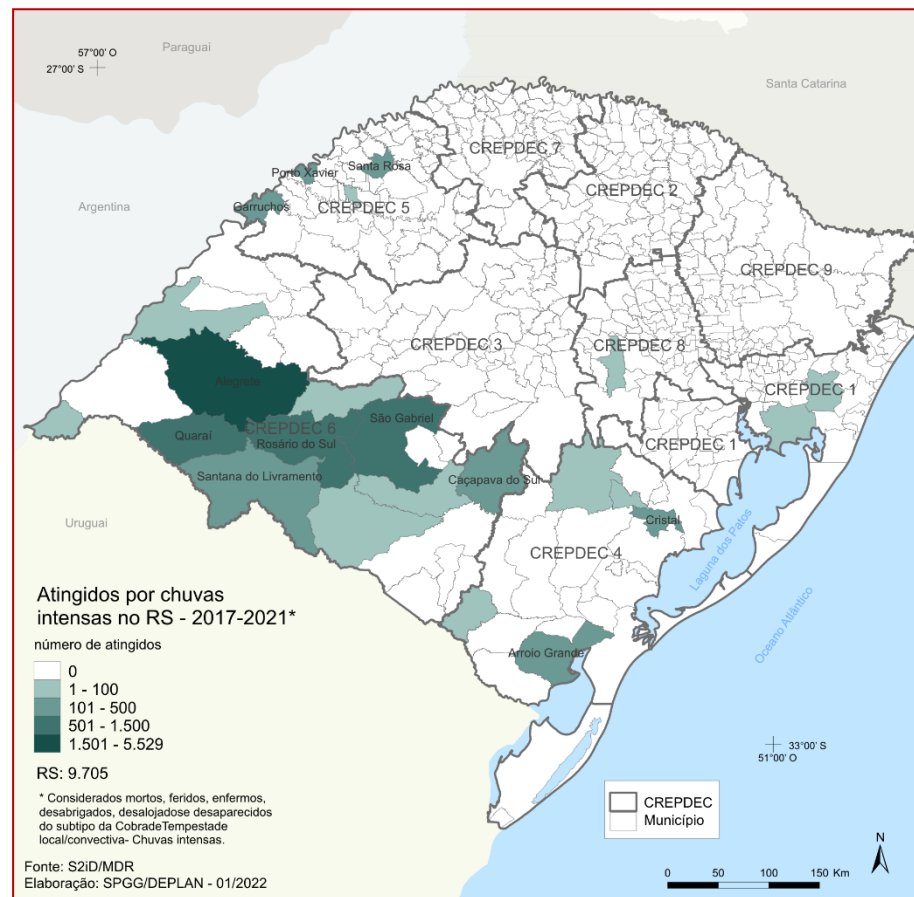 57°00' O
27°00' S
Paraguai
Santa Catarina
Argentina
CREPDEC 7
CREPDEC 2
Santa Rosa
Porto Xavier
CREPDEC 5
Garruchos
CREPDEC 9
CREPDEC 3
CREPDEC 8
CREPDEC 1
Alegrete
São Gabriel
Quaraí
CREPDEC 6
Rosário do Sul
CREPDEC 1
Santana do Livramento
Caçapava do Sul
Cristal
Uruguai
CREPDEC 4
Laguna dos Patos
Oceano Atlântico
Arroio Grande
Atingidos por chuvas
intensas no RS - 2017-2021*
número de atingidos
0
1 - 100
101 - 500
501 - 1.500
1.501 - 5.529
RS: 9.705
* Considerados mortos, feridos, enfermos,
desabrigados, desalojadose desaparecidos
do subtipo da CobradeTempestade
local/convectiva- Chuvas intensas.
Fonte: S2iD/MDR
Elaboração: SPGG/DEPLAN - 01/2022
33°00' S
51°00' O
CREPDEC
Município
N
0 50 100 150 Km